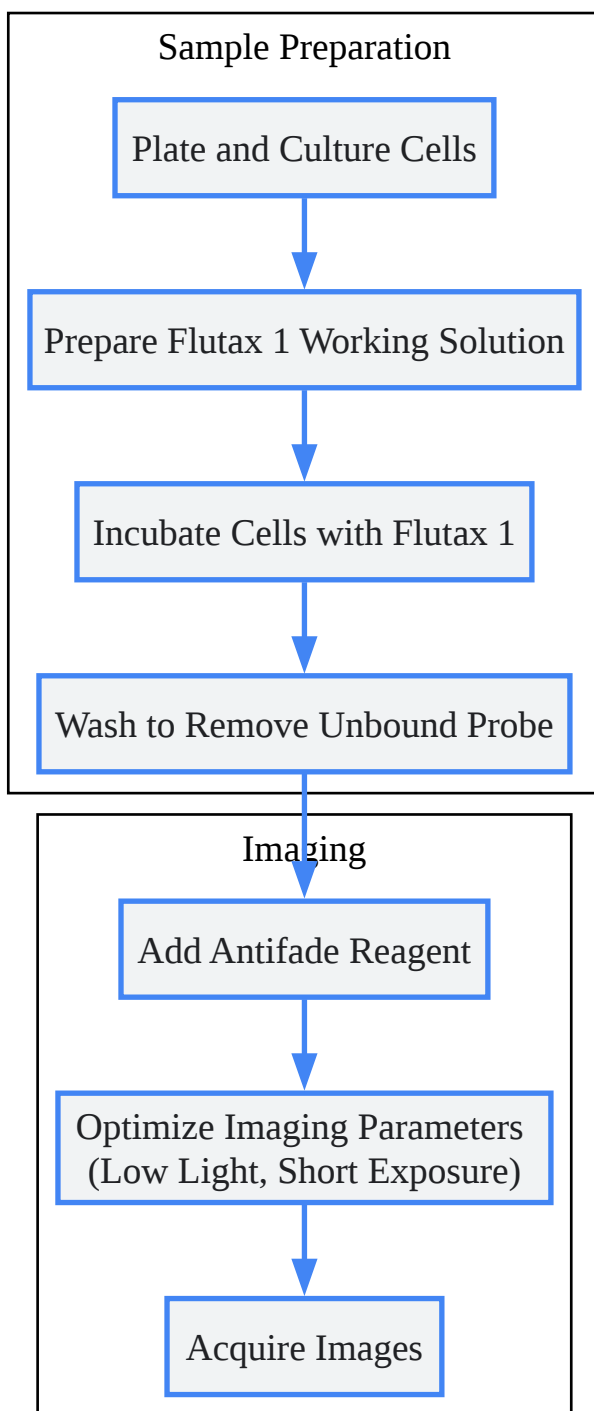 Sample Preparation
Plate and Culture Cells
Prepare Flutax 1 Working Solution
Incubate Cells with Flutax 1
Wash to Remove Unbound Probe
Imaging
Add Antifade Reagent
Optimize Imaging Parameters
(Low Light, Short Exposure)
Acquire Images